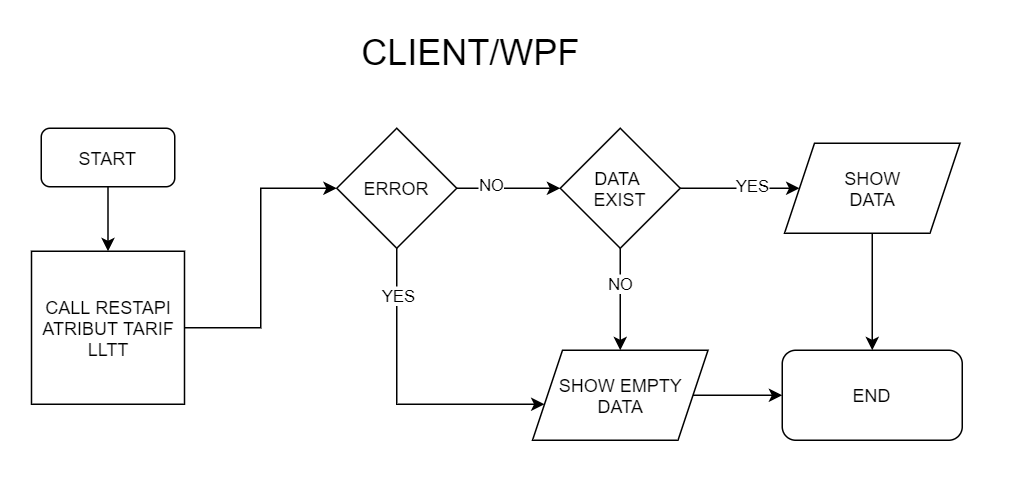 CLIENT/WPF
START
CALL RESTAPI
ATRIBUT TARIF
LLTT
ERROR
NO
DATA
EXIST
YES
SHOW
DATA
YES
NO
SHOW EMPTY
DATA
END